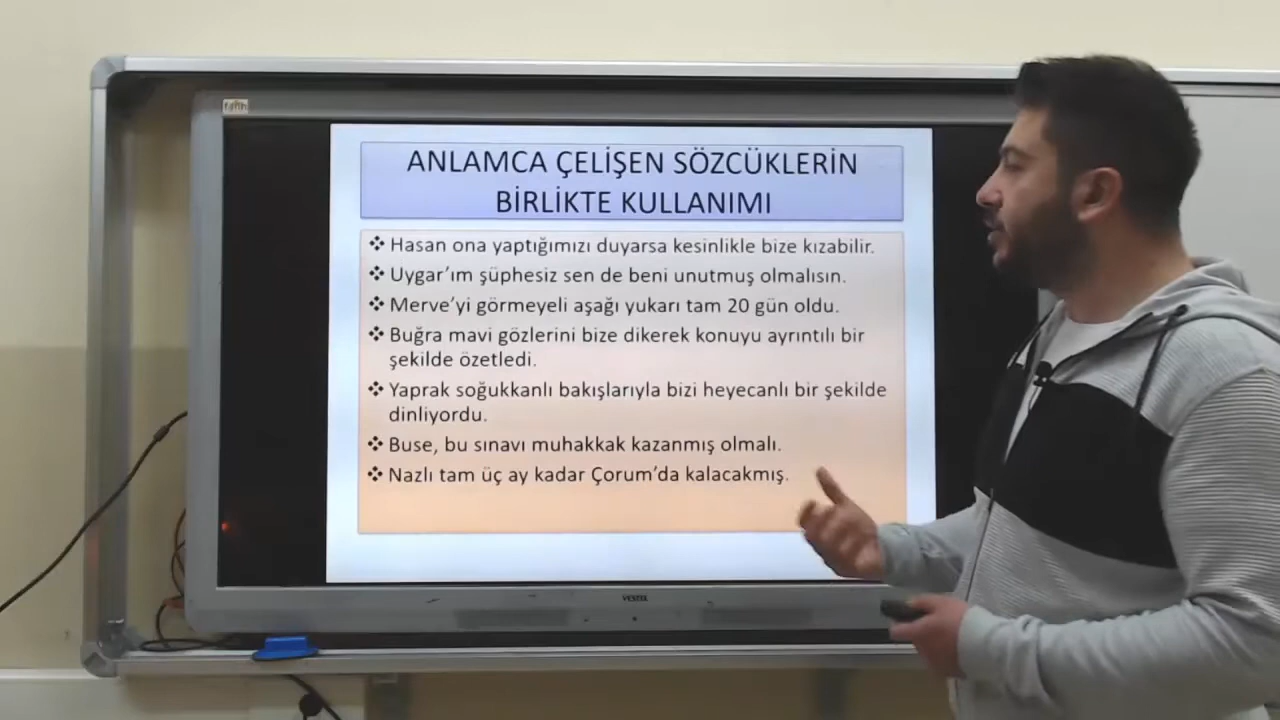 fatih
ANLAMCA ÇELİŞEN SÖZCÜKLERİN
BİRLİKTE KULLANIMI
❖ Hasan ona yaptığımızı duyarsa kesinlikle bize kızabilir.
❖ Uygar’ım şüphesiz sen de beni unutmuş olmalısın.
❖ Merve’yi görmeyeli aşağı yukarı tam 20 gün oldu.
❖ Buğra mavi gözlerini bize dikerek konuyu ayrıntılı bir
şekilde özetledi.
❖ Yaprak soğukkanlı bakışlarıyla bizi heyecanlı bir şekilde
dinliyordu.
❖ Buse, bu sınavı muhakkak kazanmış olmalı.
❖ Nazlı tam üç ay kadar Çorum’da kalacakmış.
VESTEL